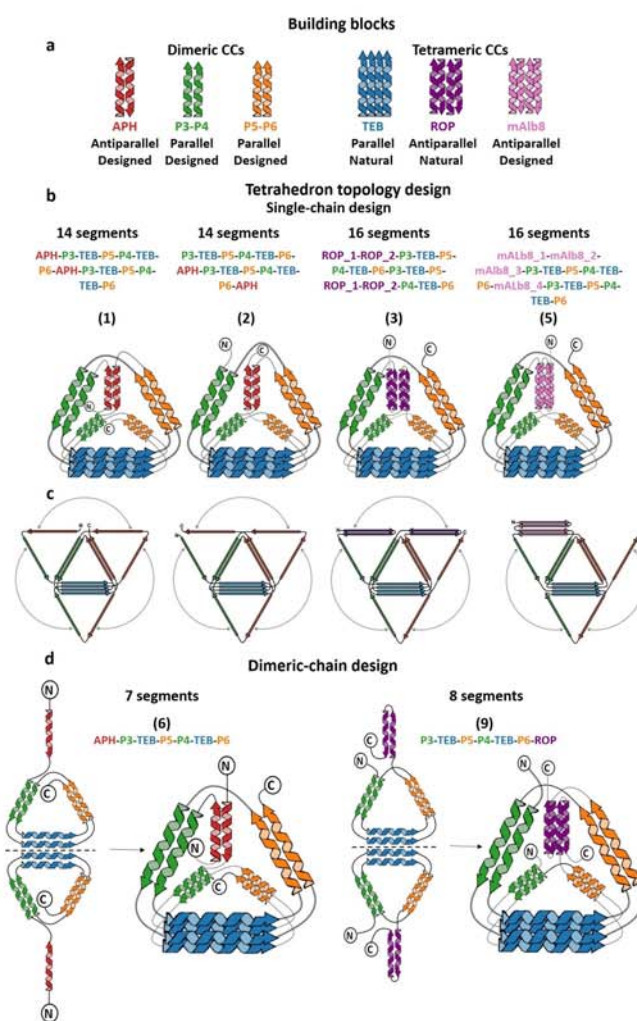 Building blocks
a
Dimeric CCs
Tetrameric CCs
APH
Antiparallel
Designed
P3-P4
Parallel
Designed
P5-P6
Parallel
Designed
TEB
Parallel
Natural
ROP
Antiparallel
Natural
mAlb8
Antiparallel
Designed
b
Tetrahedron topology design
Single-chain design
14 segments
APH-P3-TEB-P5-P4-TEB-
P6-APH-P3-TEB-P5-P4-
TEB-P6
(1)
14 segments
P3-TEB-P5-P4-TEB-P6-
APH-P3-TEB-P5-P4-TEB-
P6-APH
(2)
16 segments
ROP_1-ROP_2-P3-TEB-P5-
P4-TEB-P6-P3-TEB-P5-
ROP_1-ROP_2-P4-TEB-P6
(3)
16 segments
mALb8_1-mAlb8_2-
mAlb8_3-P3-TEB-P5-P4-TEB-
P6-mALb8_4-P3-TEB-P5-P4-
TEB-P6
(5)
N
C
N
C
N
C
N
C
c
d
Dimeric-chain design
7 segments
(6)
APH-P3-TEB-P5-P4-TEB-P6
N
C
C
N
N
C
N
C
8 segments
(9)
P3-TEB-P5-P4-TEB-P6-ROP
C
N
N
C
N
C
N
C